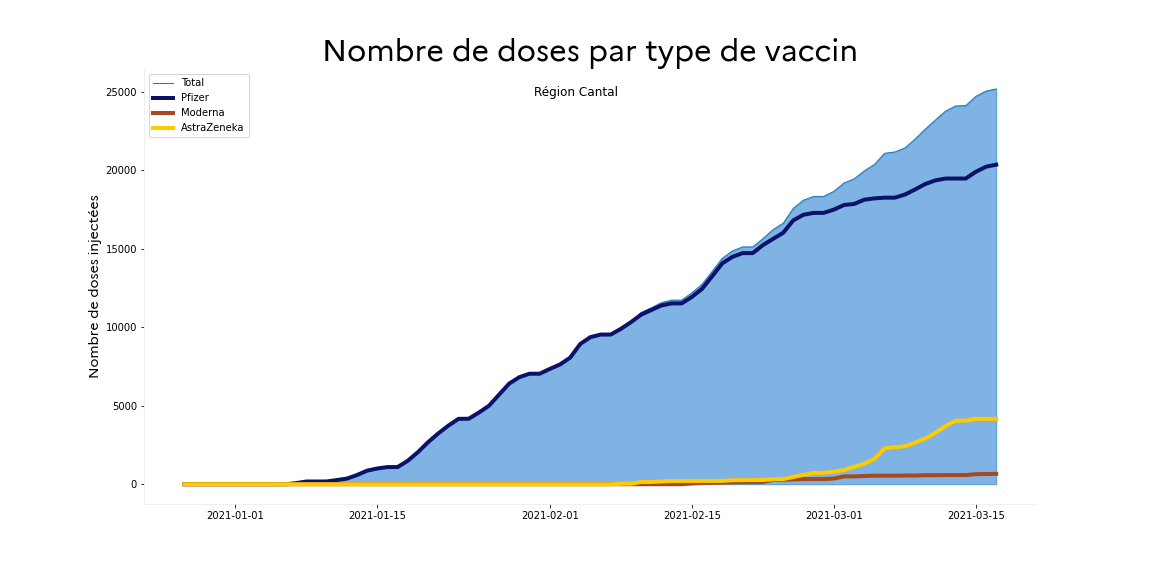 Nombre de doses par type de vaccin
Région Cantal
Total
Pfizer
Moderna
AstraZeneka
Nombre de doses injectées
25000
20000
15000
10000
5000
0
2021-01-01
2021-01-15
2021-02-01
2021-02-15
2021-03-01
2021-03-15